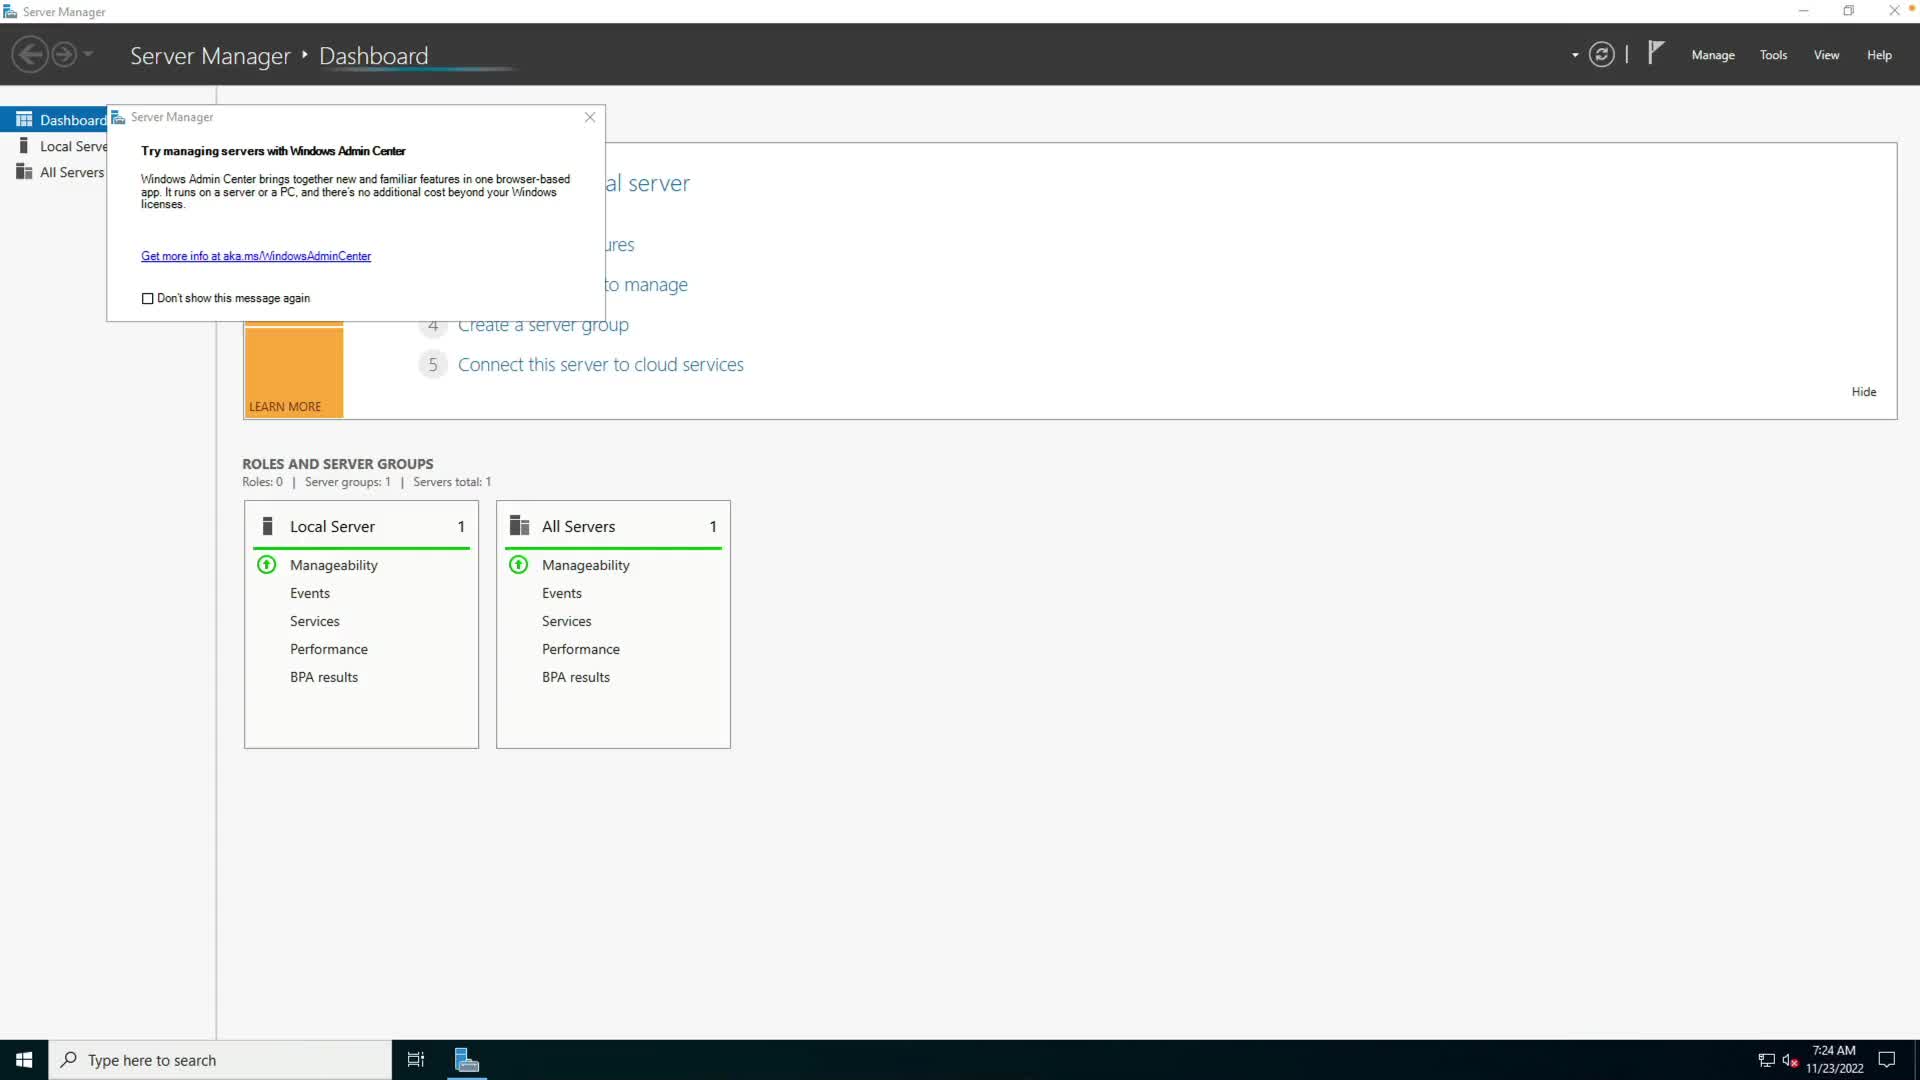 Server Manager
Server Manager ‣ Dashboard
Manage Tools View Help
Dashboard
Local Serve
All Servers
Server Manager
Try managing servers with Windows Admin Center
Windows Admin Center brings together new and familiar features in one browser-based
app. It runs on a server or a PC, and there's no additional cost beyond your Windows
licenses.
Get more info at aka.ms/WindowsAdminCenter
Don't show this message again
al server
ures
to manage
4 Create a server group
5 Connect this server to cloud services
LEARN MORE
Hide
ROLES AND SERVER GROUPS
Roles: 0 | Server groups: 1 | Servers total: 1
Local Server 1
Manageability
Events
Services
Performance
BPA results
All Servers 1
Manageability
Events
Services
Performance
BPA results
Type here to search
7:24 AM
11/23/2022